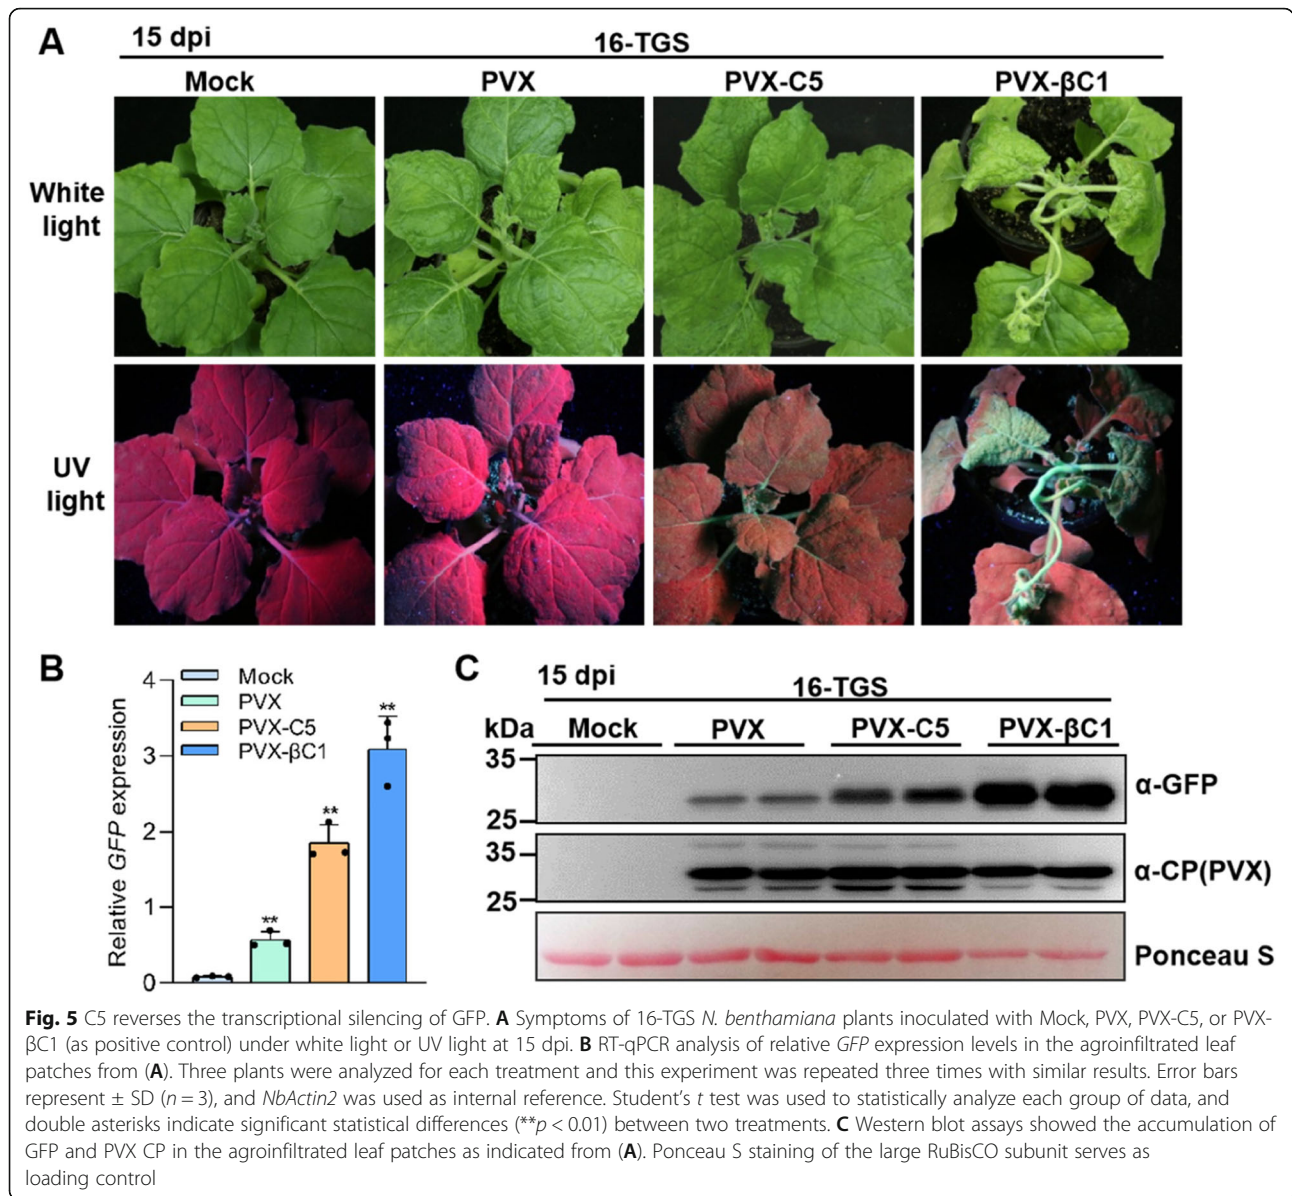 A
15 dpi
16-TGS
Mock
PVX
PVX-C5
PVX-βC1
White
light
UV
light
B
4
3
2
1
0
Relative GFP expression
Mock
PVX
PVX-C5
PVX-βC1
**
**
**
C
15 dpi
16-TGS
kDa
Mock
PVX
PVX-C5
PVX-βC1
35
25
α-GFP
35
25
α-CP(PVX)
Ponceau S
Fig. 5 C5 reverses the transcriptional silencing of GFP. A Symptoms of 16-TGS N. benthamiana plants inoculated with Mock, PVX, PVX-C5, or PVX-
βC1 (as positive control) under white light or UV light at 15 dpi. B RT-qPCR analysis of relative GFP expression levels in the agroinfiltrated leaf
patches from (A). Three plants were analyzed for each treatment and this experiment was repeated three times with similar results. Error bars
represent ± SD (n = 3), and NbActin2 was used as internal reference. Student's t test was used to statistically analyze each group of data, and
double asterisks indicate significant statistical differences (**p < 0.01) between two treatments. C Western blot assays showed the accumulation of
GFP and PVX CP in the agroinfiltrated leaf patches as indicated from (A). Ponceau S staining of the large RuBisCO subunit serves as
loading control